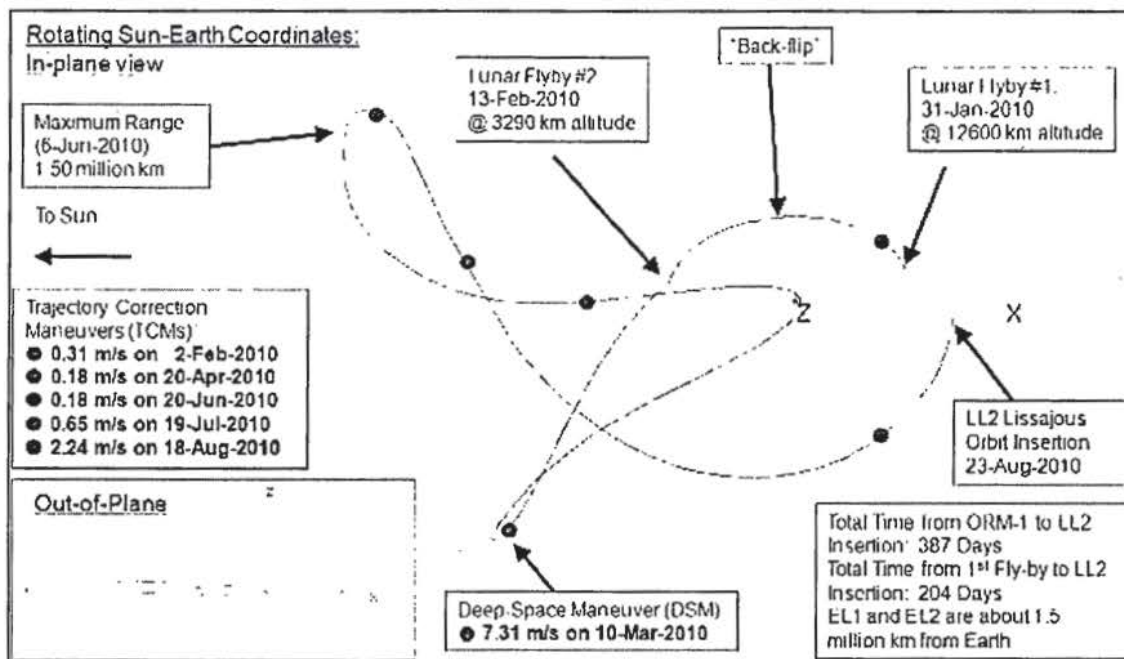 Rotating Sun-Earth Coordinates:
In-plane view
"Back-flip"
Lunar Flyby #2
13-Feb-2010
@ 3290 km altitude
Lunar Flyby #1.
31-Jan-2010
@ 12600 km altitude
Maximum Range
(6-Jun-2010)
1.50 million km
To Sun
Trajectory Correction
Maneuvers (TCMs)
0.31 m/s on 2-Feb-2010
0.18 m/s on 20-Apr-2010
0.18 m/s on 20-Jun-2010
0.65 m/s on 19-Jul-2010
2.24 m/s on 18-Aug-2010
Z
X
LL2 Lissajous
Orbit Insertion
23-Aug-2010
Out-of-Plane
z
Deep-Space Maneuver (DSM)
7.31 m/s on 10-Mar-2010
Total Time from ORM-1 to LL2
Insertion: 387 Days
Total Time from 1st Fly-by to LL2
Insertion: 204 Days
EL1 and EL2 are about 1.5
million km from Earth